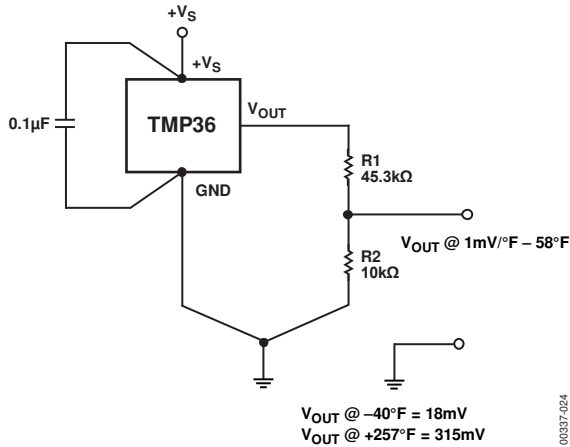 +VS
+VS
0.1µF
TMP36
VOUT
GND
R1
45.3kΩ
R2
10kΩ
VOUT @ 1mV/°F – 58°F
VOUT @ –40°F = 18mV
VOUT @ +257°F = 315mV
00337-024